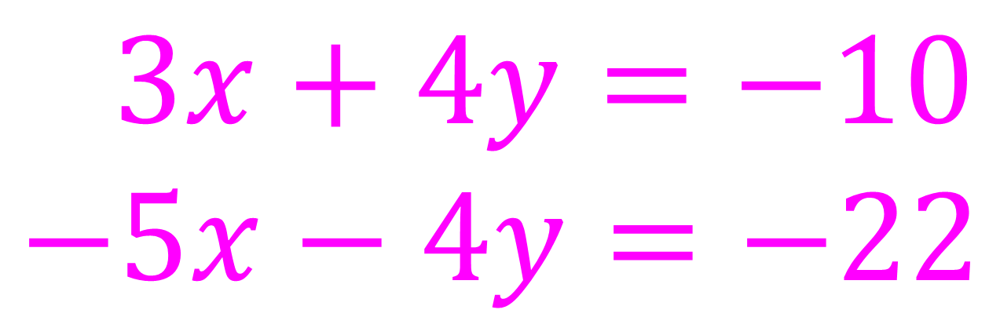 3x + 4y = −10
−5x − 4y = −22